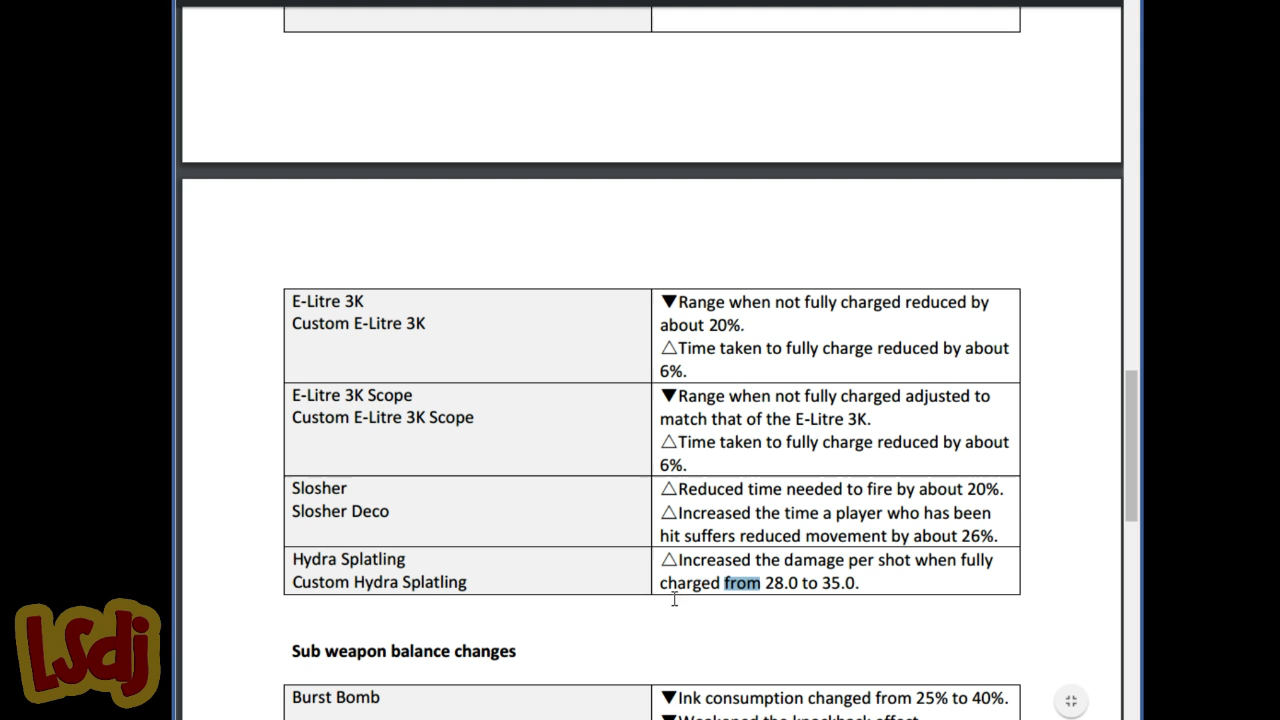 E-Litre 3K
Custom E-Litre 3K
▼Range when not fully charged reduced by
about 20%.
△Time taken to fully charge reduced by about
6%.
E-Litre 3K Scope
Custom E-Litre 3K Scope
▼Range when not fully charged adjusted to
match that of the E-Litre 3K.
△Time taken to fully charge reduced by about
6%.
Slosher
Slosher Deco
△Reduced time needed to fire by about 20%.
△Increased the time a player who has been
hit suffers reduced movement by about 26%.
Hydra Splatling
Custom Hydra Splatling
△Increased the damage per shot when fully
charged from 28.0 to 35.0.
Sub weapon balance changes
Burst Bomb
▼Ink consumption changed from 25% to 40%.
▼Weakened the knockback effect
LSdj